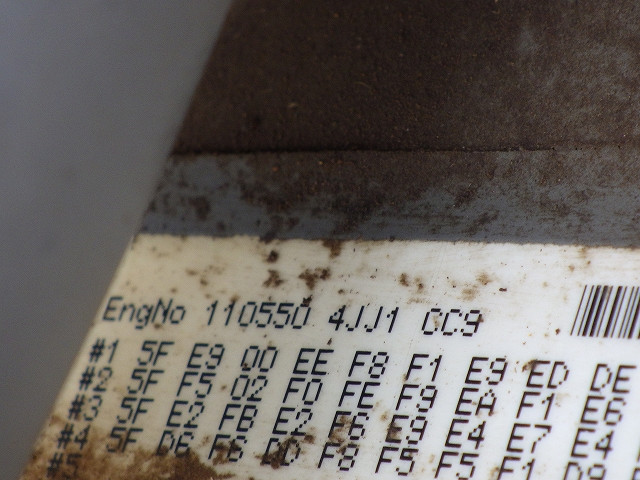 EngNo 110550 4JJ1 CC9
#1 5F E9 00 EE F8 F1 E9 ED DE
#2 5F F5 02 F0 FE F9 EA F1 E6
#3 5F E2 FB E2 F6 E9 E4 E7 E4
#4 5F D6 F6 DD F8 F5 F5 F1 D9